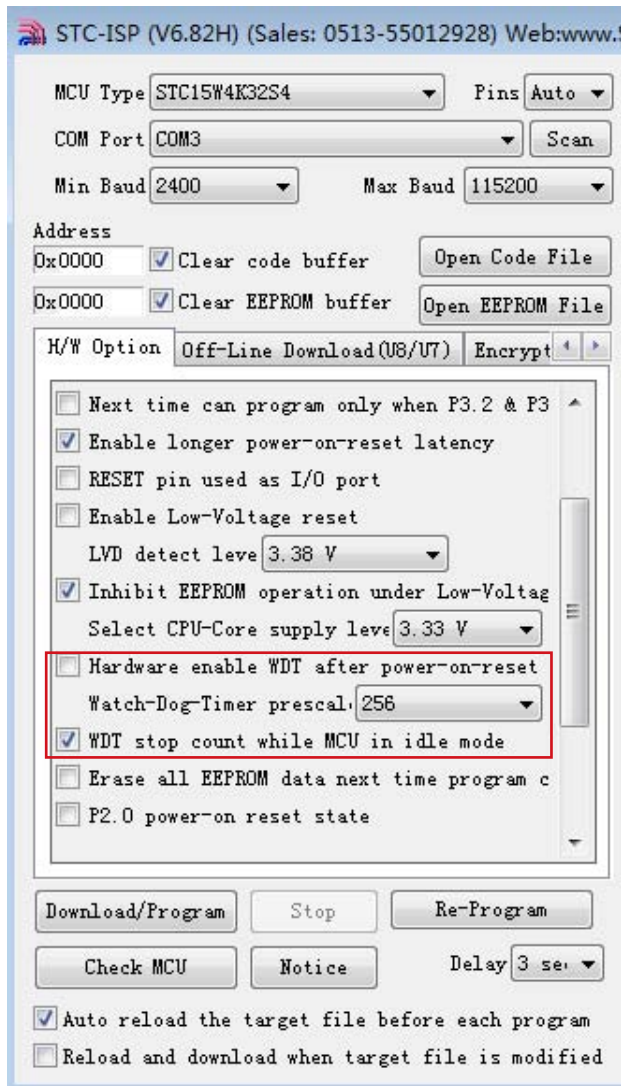 STC-ISP (V6.82H) (Sales: 0513-55012928) Web:www.
MCU Type STC15W4K32S4 Pins Auto
COM Port COM3 Scan
Min Baud 2400 Max Baud 115200
Address
0x0000 Clear code buffer Open Code File
0x0000 Clear EEPROM buffer Open EEPROM File
H/W Option Off-Line Download(U8/U7) Encrypt
Next time can program only when P3.2 & P3
Enable longer power-on-reset latency
RESET pin used as I/O port
Enable Low-Voltage reset
LVD detect leve 3.38 V
Inhibit EEPROM operation under Low-Voltag
Select CPU-Core supply leve 3.33 V
Hardware enable WDT after power-on-reset
Watch-Dog-Timer prescal 256
WDT stop count while MCU in idle mode
Erase all EEPROM data next time program c
P2.0 power-on reset state
Download/Program Stop Re-Program
Check MCU Notice Delay 3 se
Auto reload the target file before each program
Reload and download when target file is modified